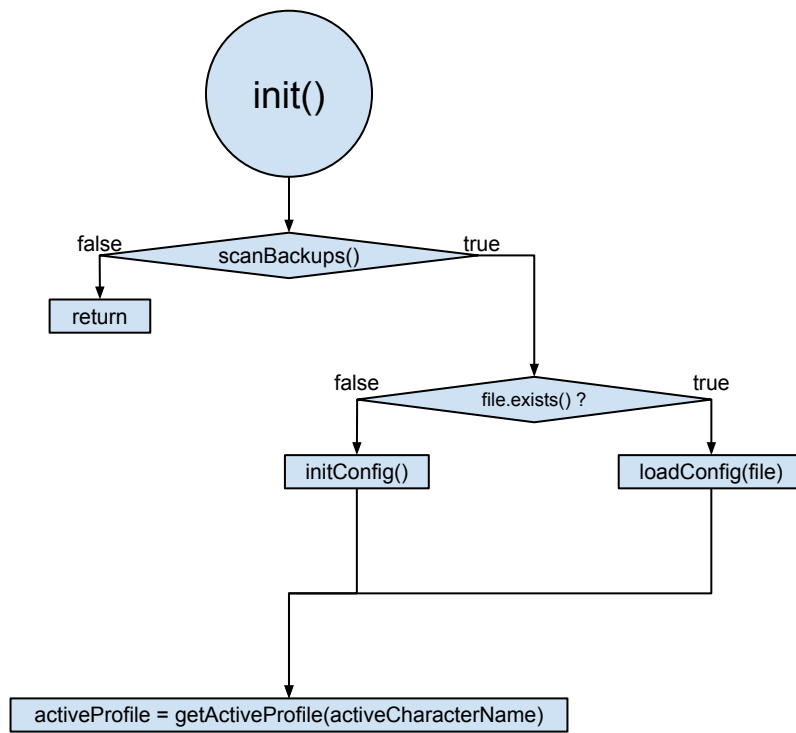 init()
false
true
scanBackups()
return
false
true
file.exists() ?
initConfig()
loadConfig(file)
activeProfile = getActiveProfile(activeCharacterName)